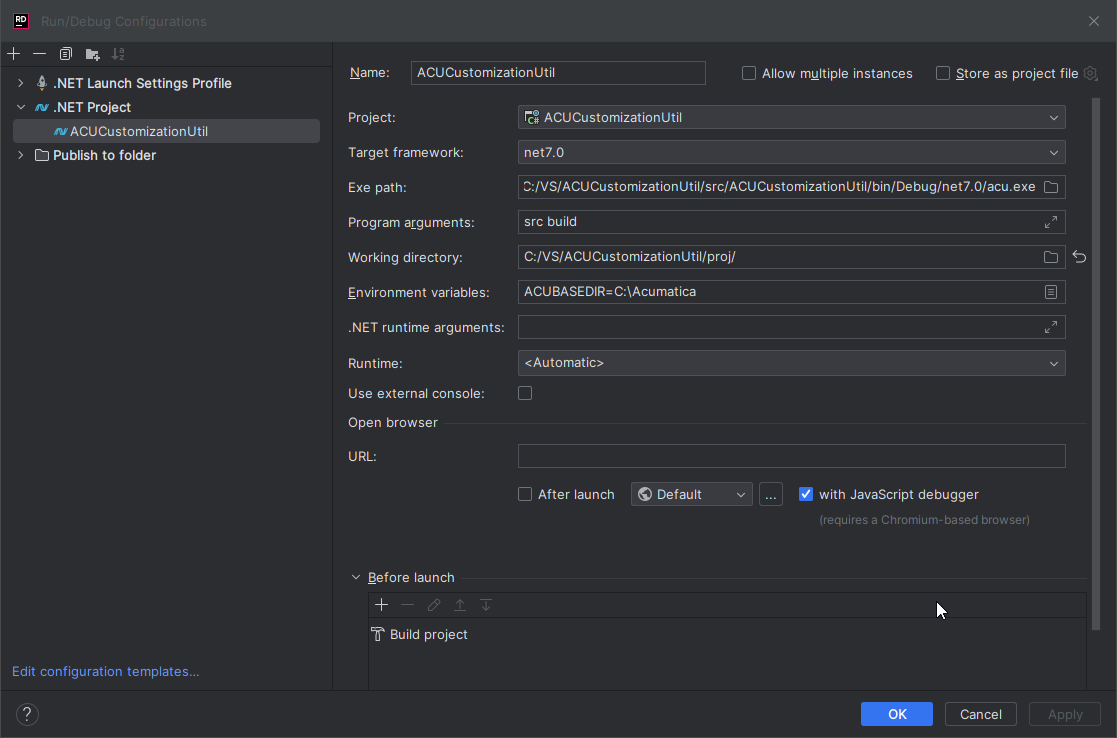 RD Run/Debug Configurations
.NET Launch Settings Profile
.NET Project
ACUCustomizationUtil
Publish to folder
Edit configuration templates...
Name: ACUCustomizationUtil Allow multiple instances Store as project file
Project: C# ACUCustomizationUtil
Target framework: net7.0
Exe path: C:/VS/ACUCustomizationUtil/src/ACUCustomizationUtil/bin/Debug/net7.0/acu.exe
Program arguments: src build
Working directory: C:/VS/ACUCustomizationUtil/proj/
Environment variables: ACUBASEDIR=C:\Acumatica
.NET runtime arguments:
Runtime: <Automatic>
Use external console:
Open browser
URL:
After launch Default ... with JavaScript debugger
(requires a Chromium-based browser)
Before launch
Build project
? OK Cancel Apply